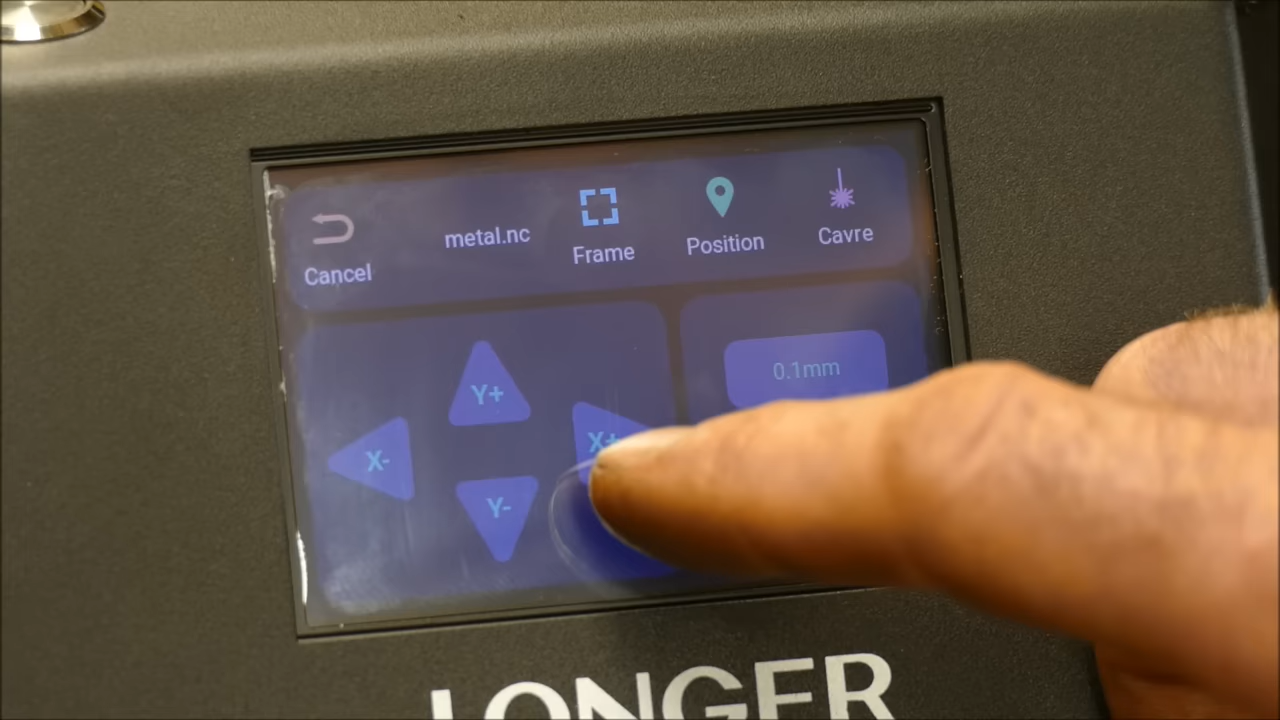 Cancel
metal.nc
Frame
Position
Cavre
Y+
0.1mm
X-
X+
Y-
LONGER